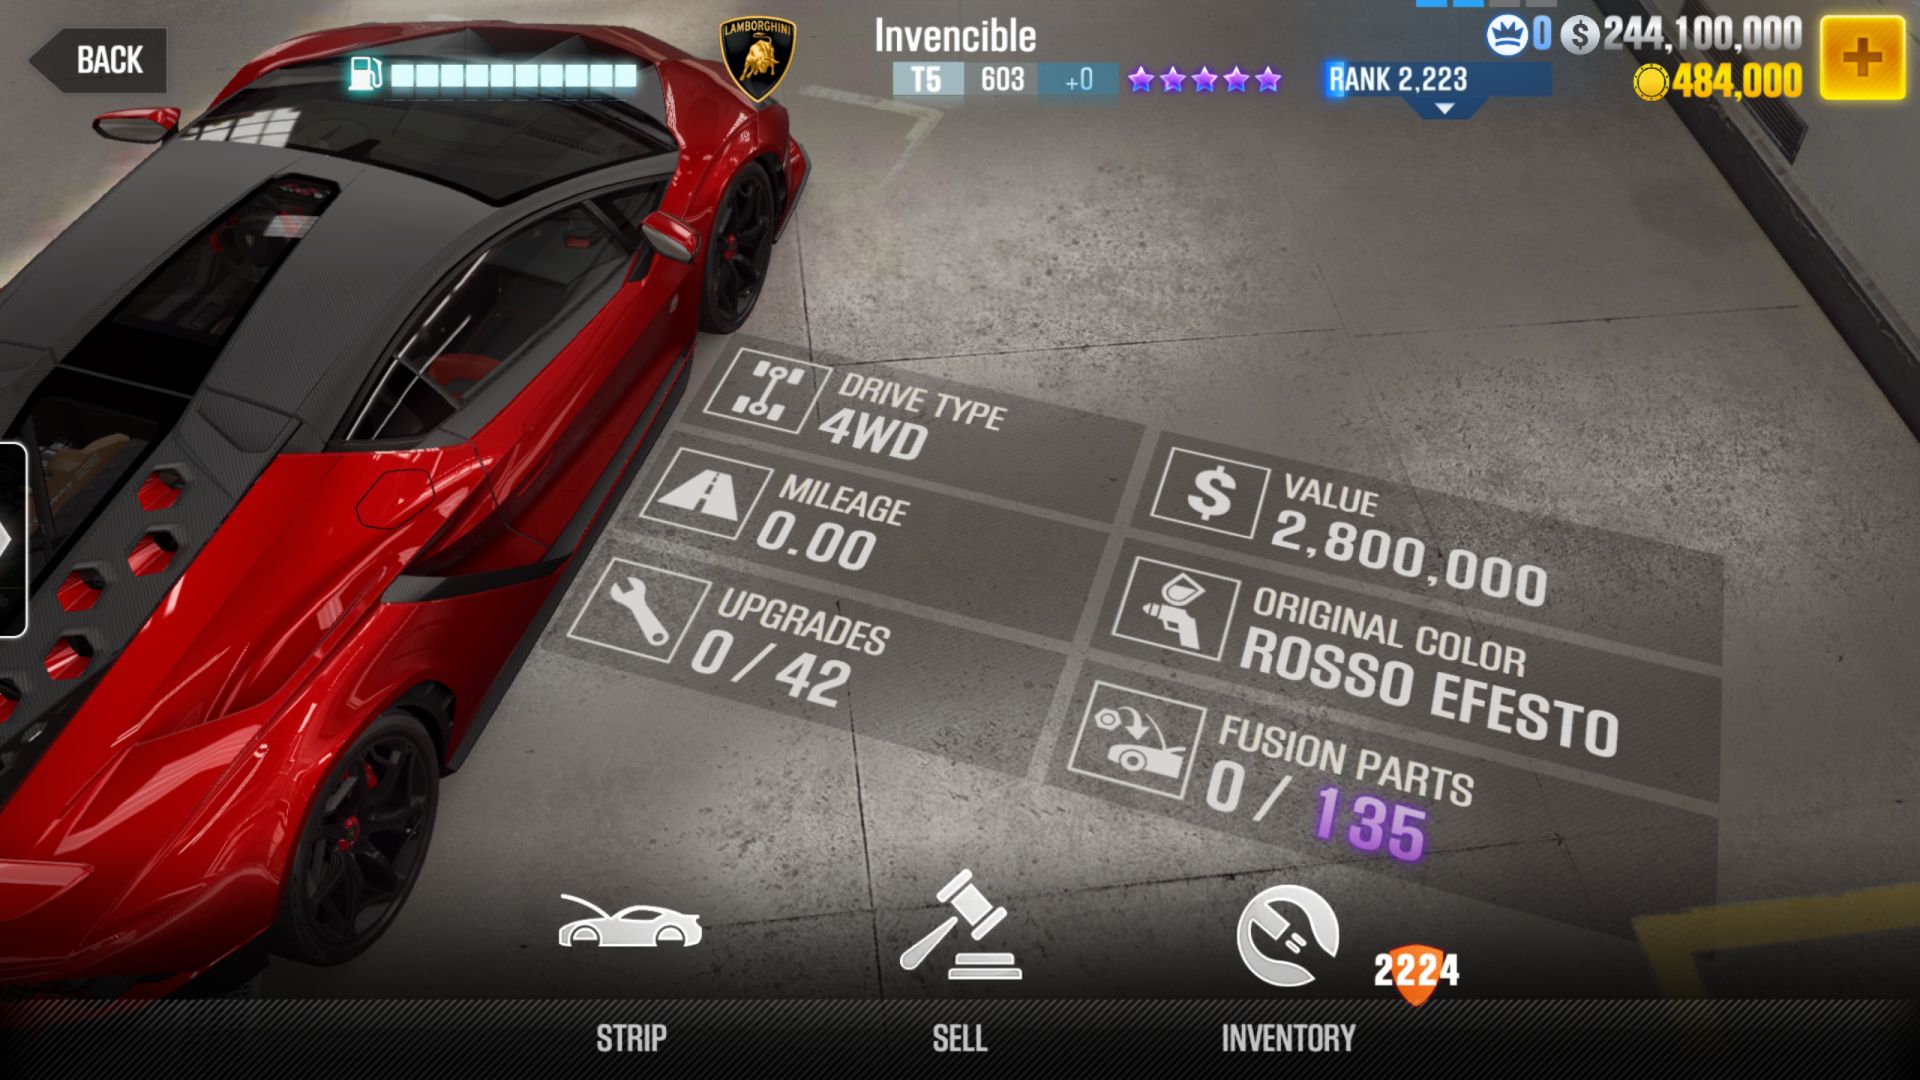 BACK
LAMBORGHINI
Invencible
T5 603 +0
RANK 2,223
0
244,100,000
484,000
DRIVE TYPE
4WD
MILEAGE
0.00
UPGRADES
0/42
VALUE
2,800,000
ORIGINAL COLOR
ROSSO EFESTO
FUSION PARTS
0/ 135
2224
STRIP
SELL
INVENTORY